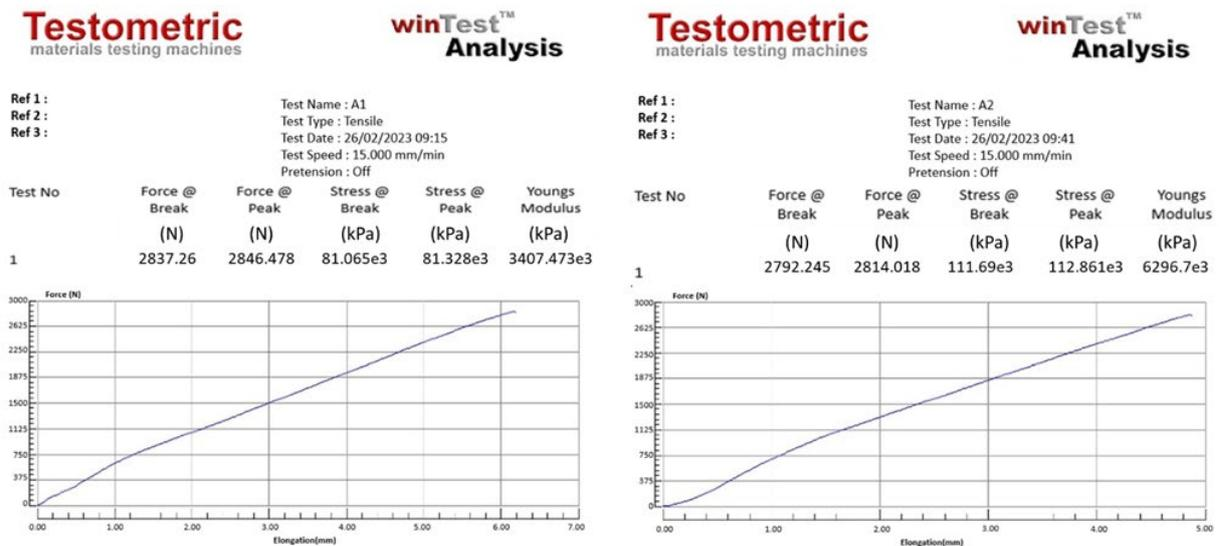 Testometric
materials testing machines
winTest™
Analysis
Ref 1 :
Ref 2 :
Ref 3 :
Test Name : A1
Test Type : Tensile
Test Date : 26/02/2023 09:15
Test Speed : 15.000 mm/min
Pretension : Off
Test No Force @ Force @ Stress @ Stress @ Youngs
Break Peak Break Peak Modulus
(N) (N) (kPa) (kPa) (kPa)
1 2837.26 2846.478 81.065e3 81.328e3 3407.473e3
Force (N)
3000
2625
2250
1875
1500
1125
750
375
0
0.00 1.00 2.00 3.00 4.00 5.00 6.00 7.00
Elongation(mm)
Testometric
materials testing machines
winTest™
Analysis
Ref 1 :
Ref 2 :
Ref 3 :
Test Name : A2
Test Type : Tensile
Test Date : 26/02/2023 09:41
Test Speed : 15.000 mm/min
Pretension : Off
Test No Force @ Force @ Stress @ Stress @ Youngs
Break Peak Break Peak Modulus
(N) (N) (kPa) (kPa) (kPa)
1 2792.245 2814.018 111.69e3 112.861e3 6296.7e3
Force (N)
3000
2625
2250
1875
1500
1125
750
375
0
0.00 1.00 2.00 3.00 4.00 5.00
Elongation(mm)